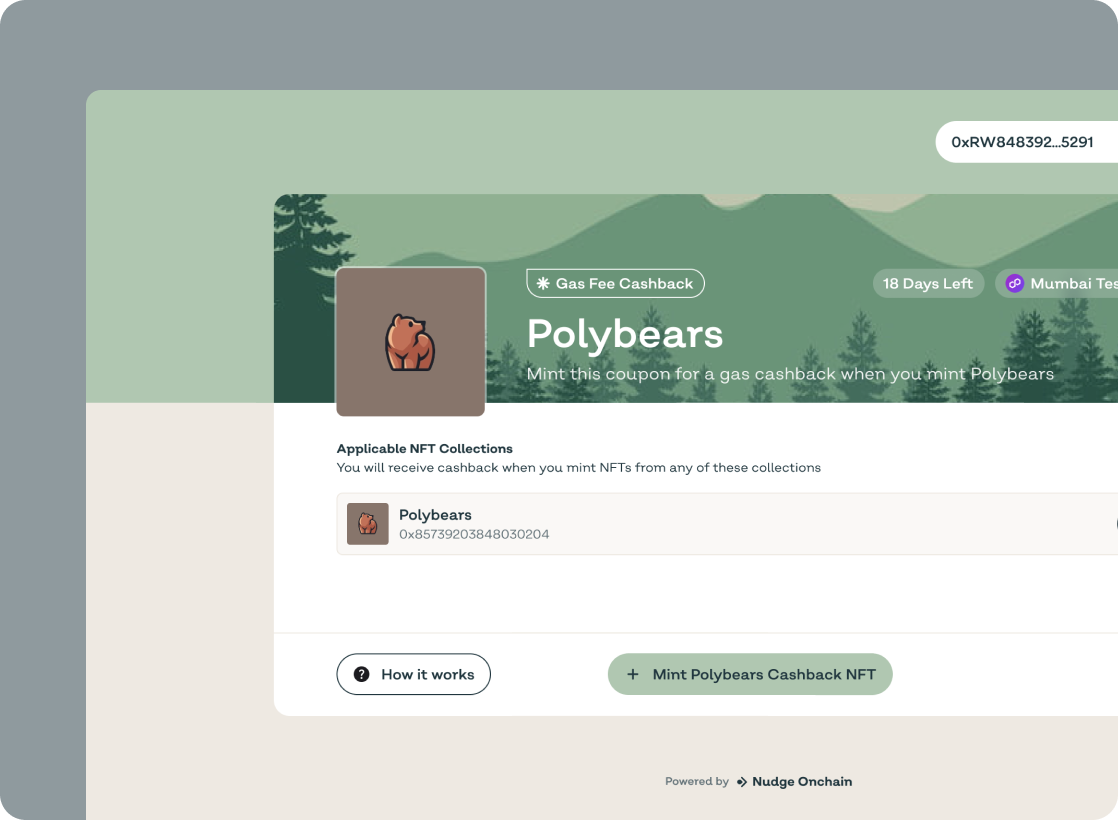 0xRW848392...5291
Gas Fee Cashback
18 Days Left
Mumbai Tes
Polybears
Mint this coupon for a gas cashback when you mint Polybears
Applicable NFT Collections
You will receive cashback when you mint NFTs from any of these collections
Polybears
0x85739203848030204
How it works
+ Mint Polybears Cashback NFT
Powered by Nudge Onchain